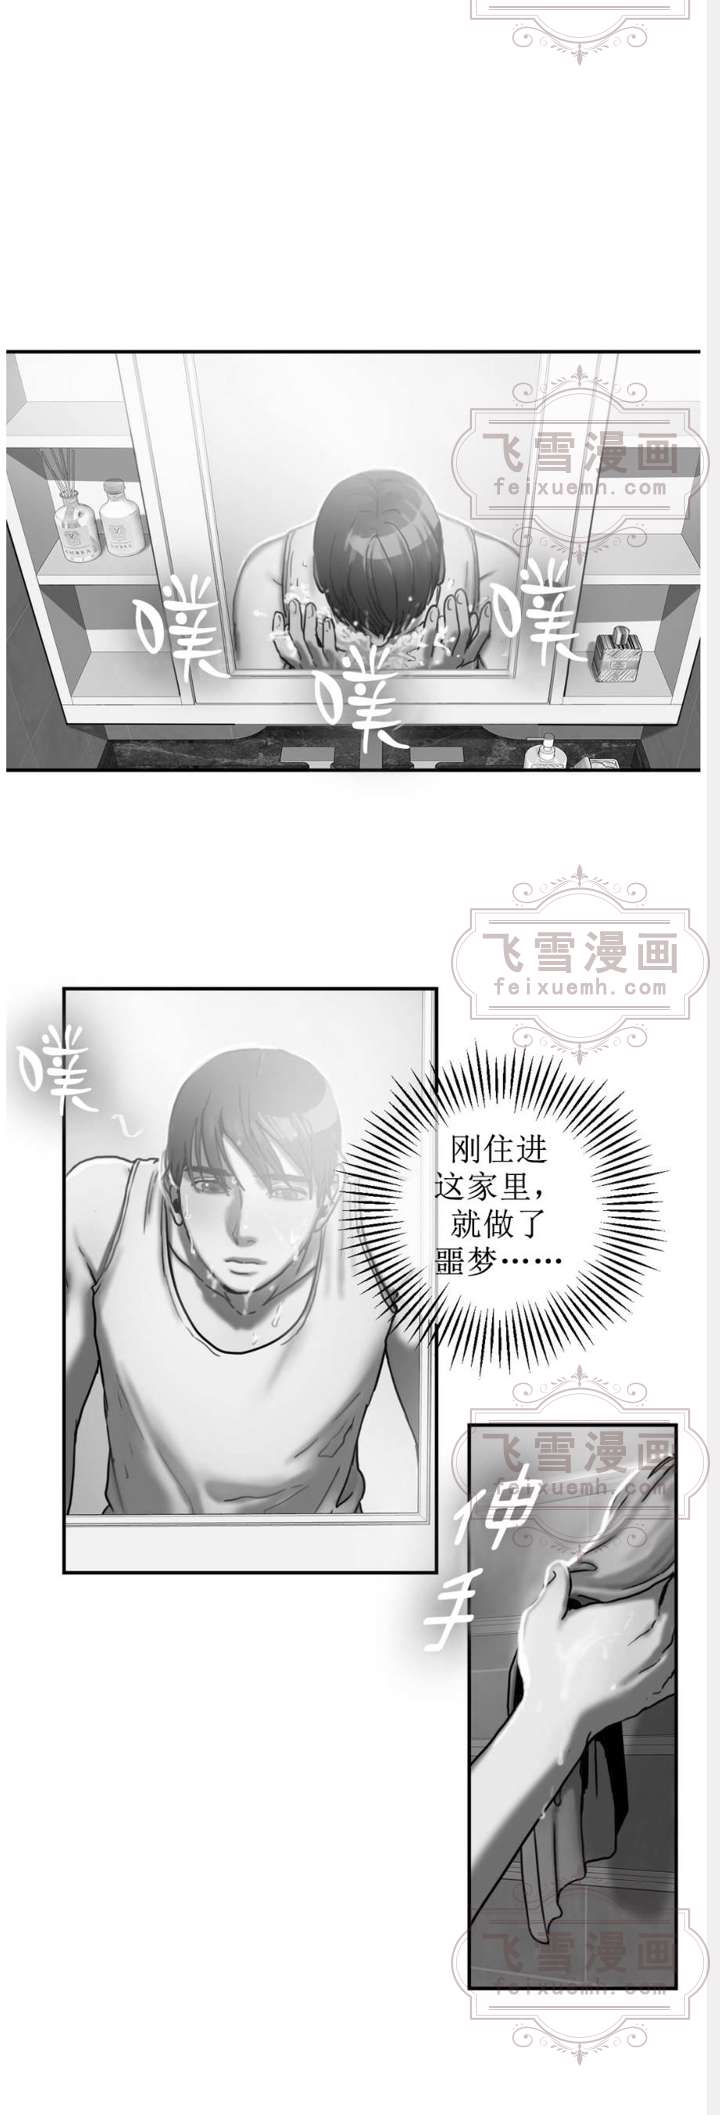 飞雪漫画
feixuemh.com
噗
噗
噗
飞雪漫画
feixuemh.com
噗
刚住进
这家里，
就做了
噩梦……
飞雪漫画
feixuemh.com
伸
手
飞雪漫画
feixuemh.com